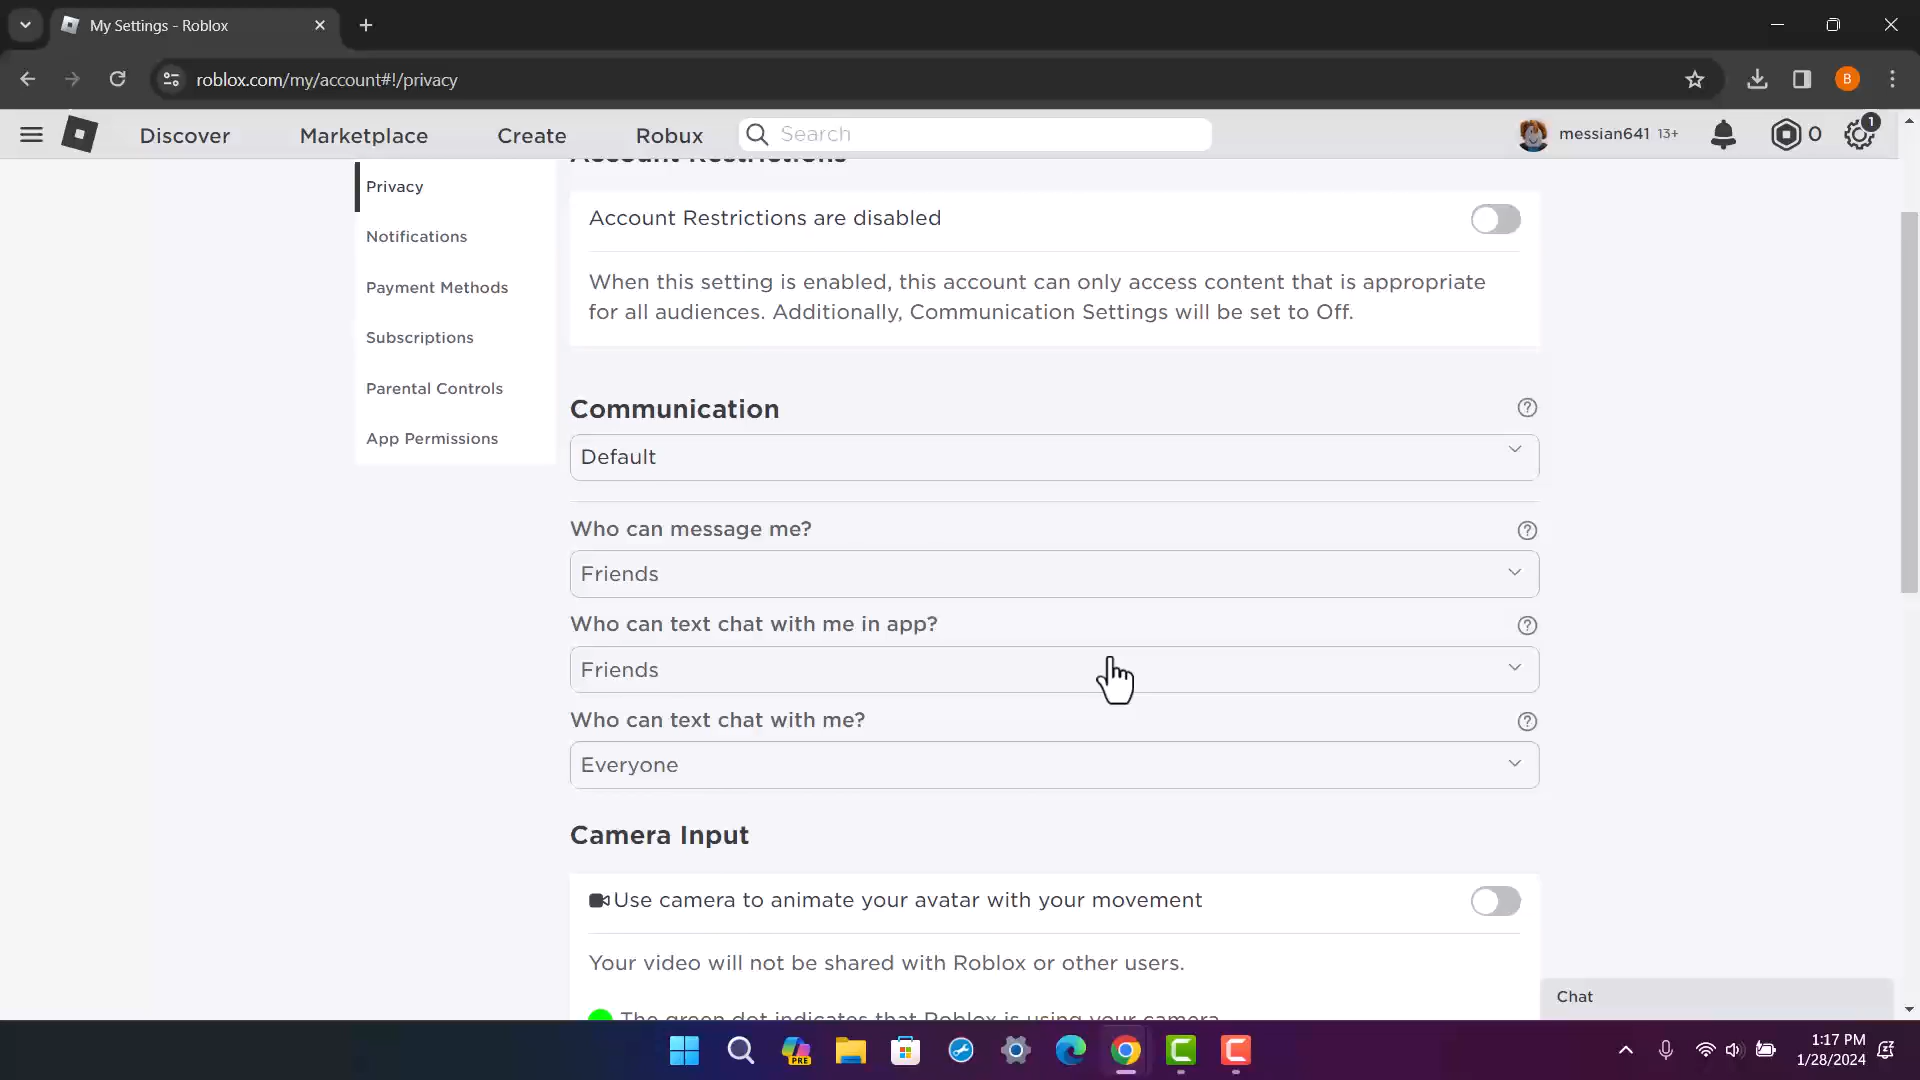 My Settings - Roblox
roblox.com/my/account#!/privacy
B
Discover
Marketplace
Create
Robux
Search
messian641 13+
0
1
Account Restrictions
Privacy
Notifications
Payment Methods
Subscriptions
Parental Controls
App Permissions
Account Restrictions are disabled
When this setting is enabled, this account can only access content that is appropriate
for all audiences. Additionally, Communication Settings will be set to Off.
Communication
Default
Who can message me?
Friends
Who can text chat with me in app?
Friends
Who can text chat with me?
Everyone
Camera Input
Use camera to animate your avatar with your movement
Your video will not be shared with Roblox or other users.
The green dot indicates that Roblox is using your camera
Chat
PRE
1:17 PM
1/28/2024